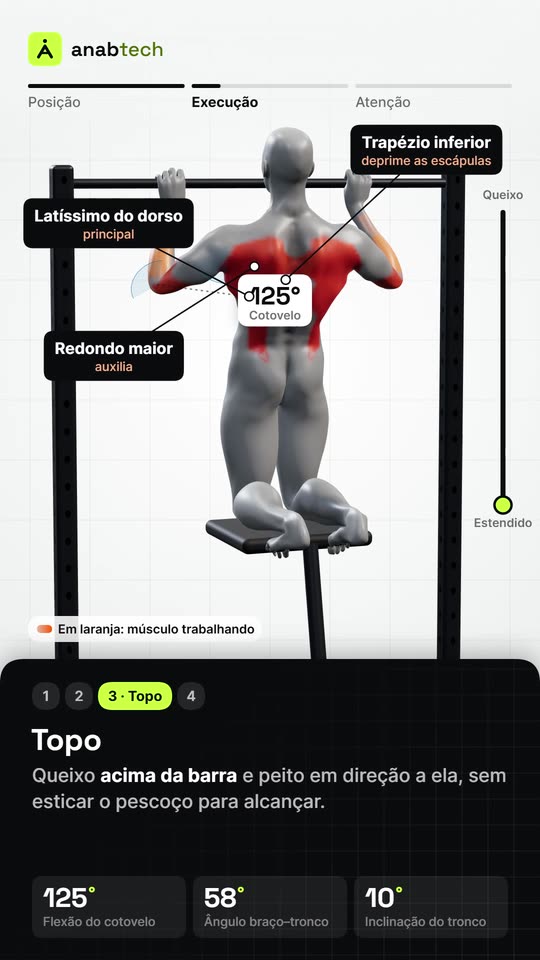 anabtech
Posição
Execução
Atenção
Trapézio inferior
deprime as escápulas
Queixo
Latíssimo do dorso
principal
125°
Cotovelo
Redondo maior
auxilia
Estendido
Em laranja: músculo trabalhando
1
2
3 · Topo
4
Topo
Queixo acima da barra e peito em direção a ela, sem
esticar o pescoço para alcançar.
125°
Flexão do cotovelo
58°
Ângulo braço–tronco
10°
Inclinação do tronco